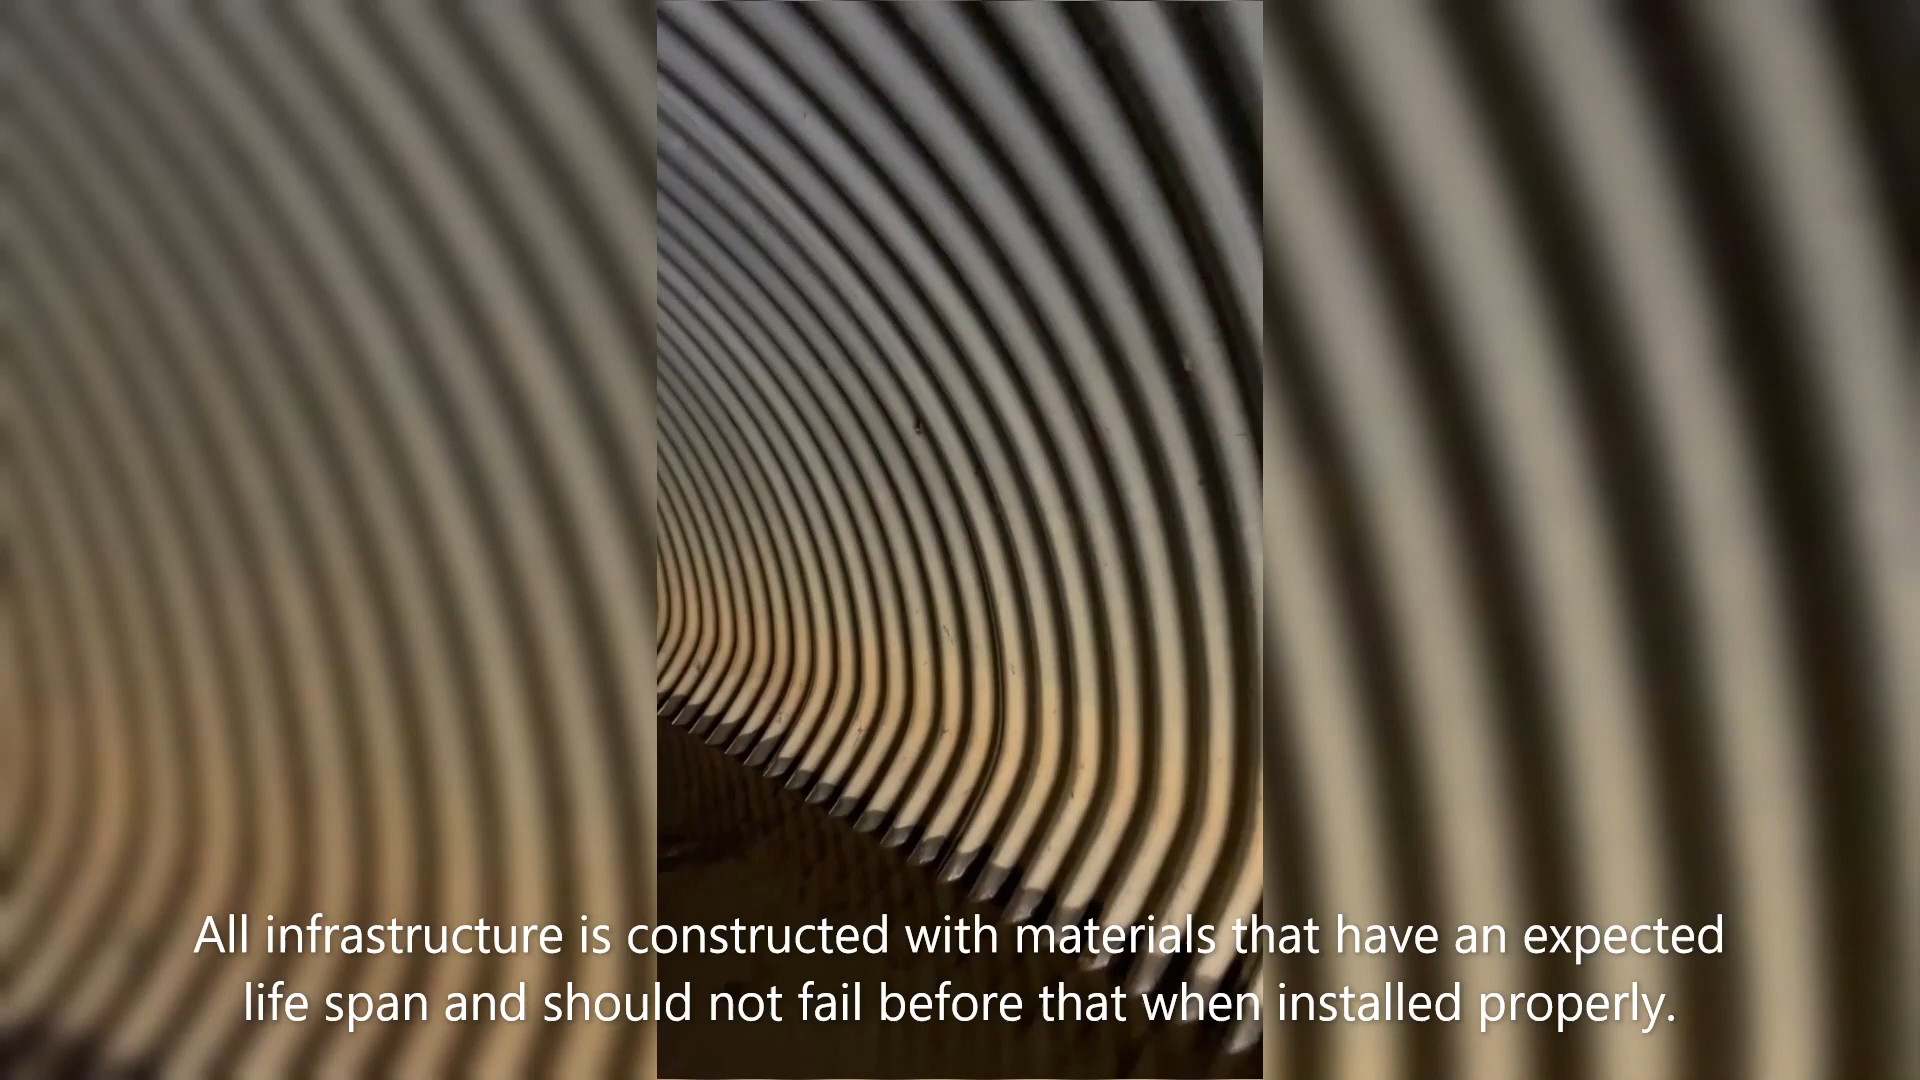 All infrastructure is constructed with materials that have an expected
life span and should not fail before that when installed properly.